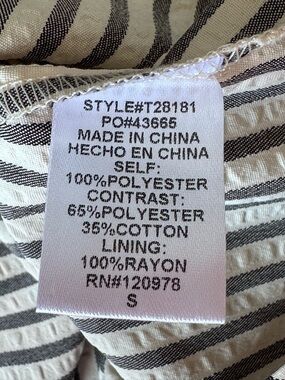 STYLE#T28181
PO#43665
MADE IN CHINA
HECHO EN CHINA
SELF:
100%POLYESTER
CONTRAST:
65%POLYESTER
35%COTTON
LINING:
100%RAYON
RN#120978
S